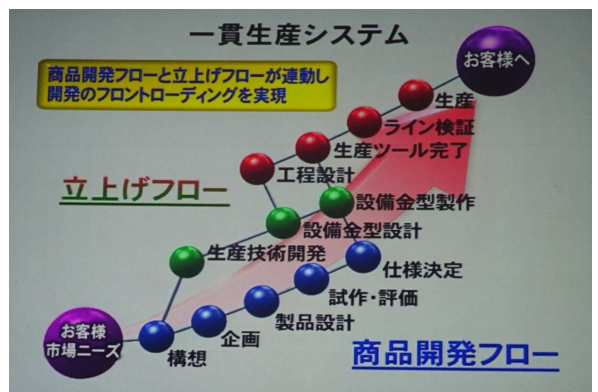 一貫生産システム
商品開発フローと立上げフローが連動し
開発のフロントローディングを実現
お客様へ
生産
ライン検証
生産ツール完了
工程設計
立上げフロー
設備金型製作
設備金型設計
生産技術開発
仕様決定
試作・評価
製品設計
企画
構想
お客様
市場ニーズ
商品開発フロー